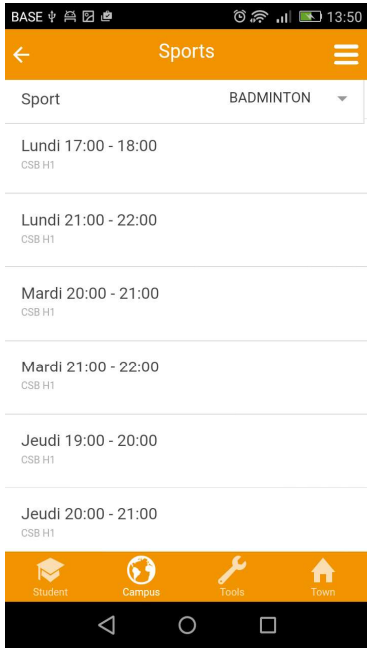 BASE 13:50
Sports
Sport BADMINTON
Lundi 17:00 - 18:00
CSB H1
Lundi 21:00 - 22:00
CSB H1
Mardi 20:00 - 21:00
CSB H1
Mardi 21:00 - 22:00
CSB H1
Jeudi 19:00 - 20:00
CSB H1
Jeudi 20:00 - 21:00
CSB H1
Student Campus Tools Town